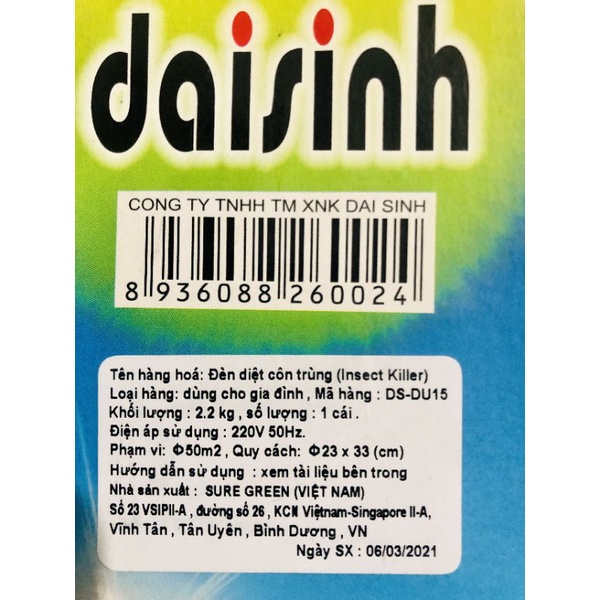 daisinh
CÔNG TY TNHH TM XNK DAI SINH
8 936088 260024
Tên hàng hoá: Đèn diệt côn trùng (Insect Killer)
Loại hàng: dùng cho gia đình , Mã hàng : DS-DU15
Khối lượng : 2.2 kg , số lượng : 1 cái .
Điện áp sử dụng : 220V 50Hz.
Phạm vi: Φ50m2 , Quy cách: Φ23 x 33 (cm)
Hướng dẫn sử dụng : xem tài liệu bên trong
Nhà sản xuất : SURE GREEN (VIỆT NAM)
Số 23 VSIPII-A , đường số 26 , KCN Việtnam-Singapore II-A,
Vĩnh Tân , Tân Uyên , Bình Dương , VN
Ngày SX : 06/03/2021